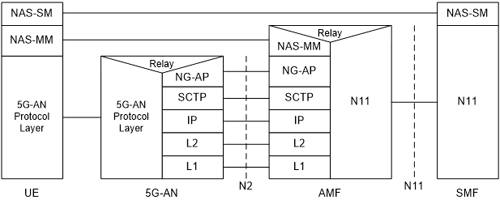 NAS-SM
NAS-SM
NAS-MM
Relay
Relay
NAS-MM
5G-AN
Protocol
Layer
5G-AN
Protocol
Layer
NG-AP
SCTP
IP
L2
L1
NG-AP
SCTP
IP
L2
L1
N11
N11
UE
5G-AN
N2
AMF
N11
SMF